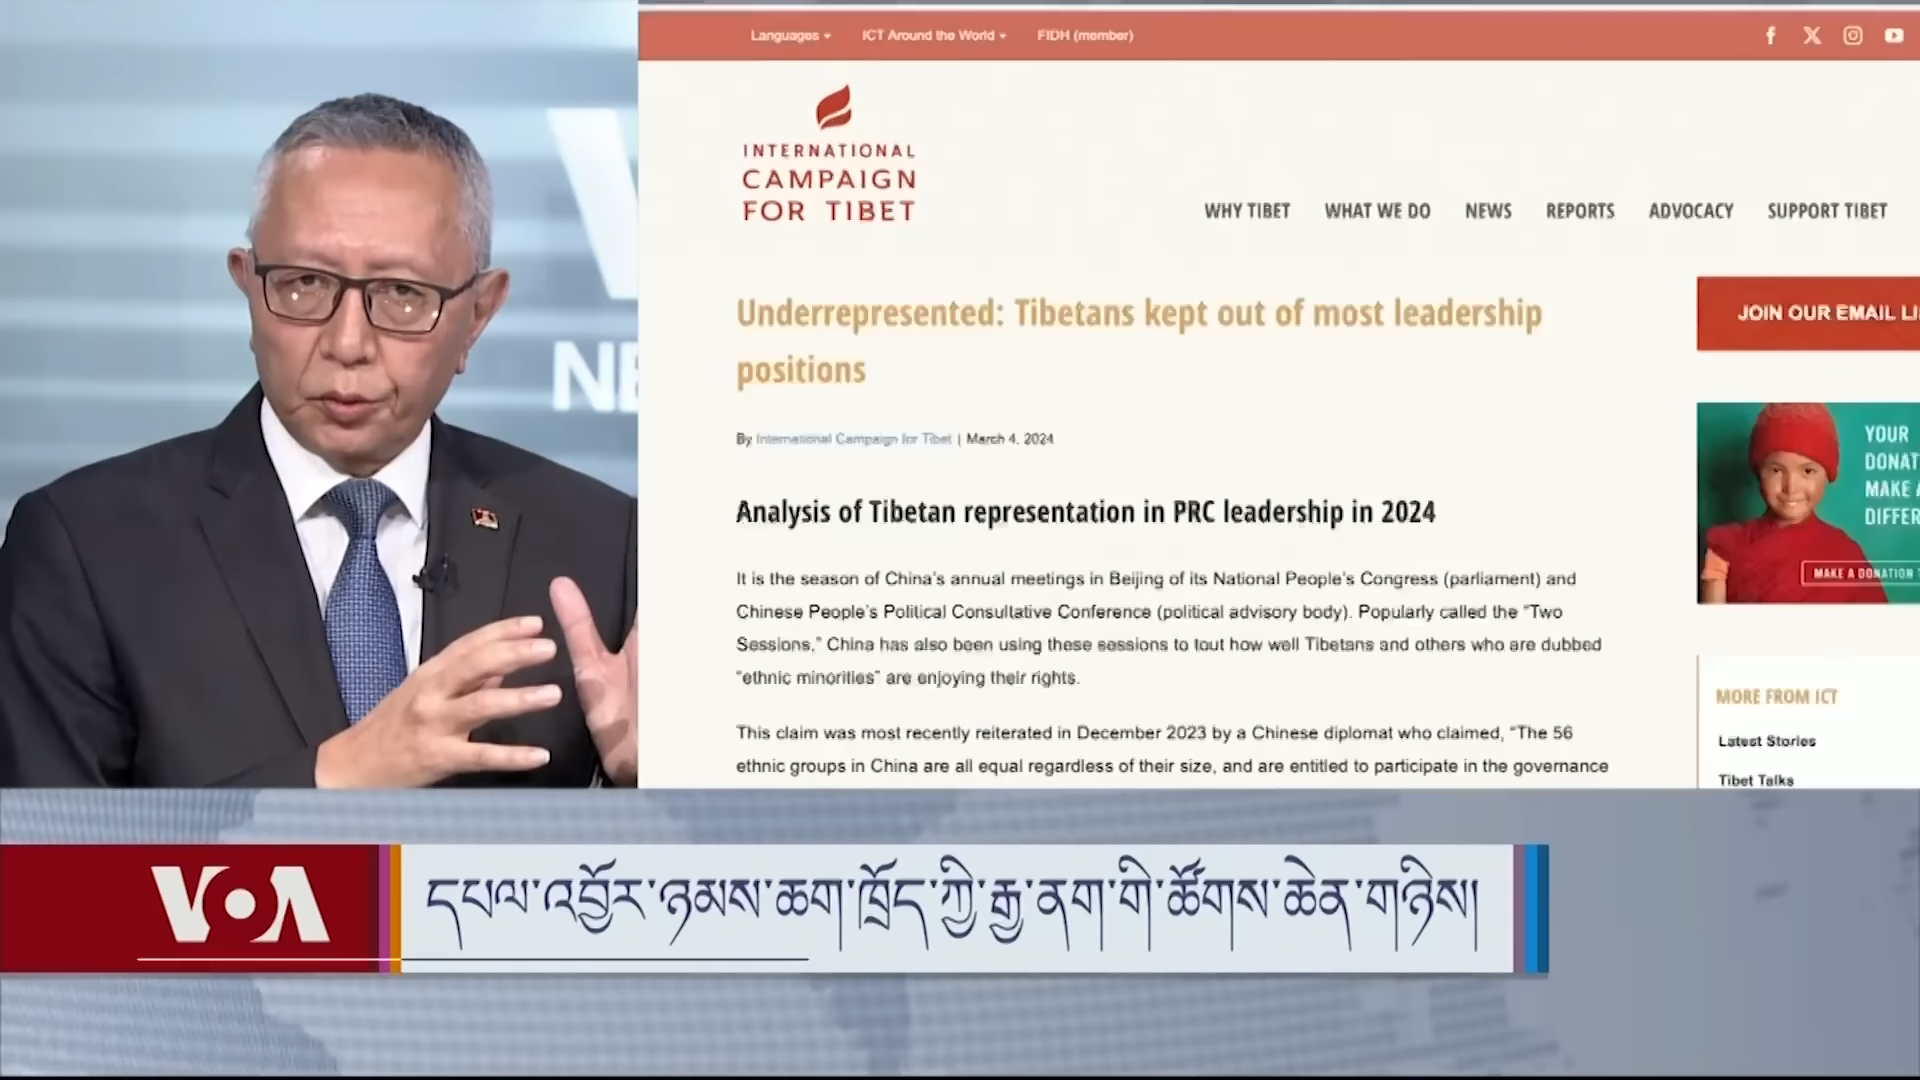 Languages
ICT Around the World
FIDH (member)
INTERNATIONAL
CAMPAIGN
FOR TIBET
WHY TIBET
WHAT WE DO
NEWS
REPORTS
ADVOCACY
SUPPORT TIBET
Underrepresented: Tibetans kept out of most leadership
positions
By International Campaign for Tibet | March 4, 2024
Analysis of Tibetan representation in PRC leadership in 2024
It is the season of China's annual meetings in Beijing of its National People's Congress (parliament) and
Chinese People's Political Consultative Conference (political advisory body). Popularly called the “Two
Sessions,” China has also been using these sessions to tout how well Tibetans and others who are dubbed
“ethnic minorities” are enjoying their rights.
This claim was most recently reiterated in December 2023 by a Chinese diplomat who claimed, “The 56
ethnic groups in China are all equal regardless of their size, and are entitled to participate in the governance
JOIN OUR EMAIL
YOUR
MAKE
MAKE A DONATION
MORE FROM ICT
Latest Stories
Tibet Talks
VOA
དཔལ་འབྱོར་ཉམས་ཆག་ཁྲོད་ཀྱི་རྒྱ་ནག་གི་ཚོགས་ཆེན་གཉིས།